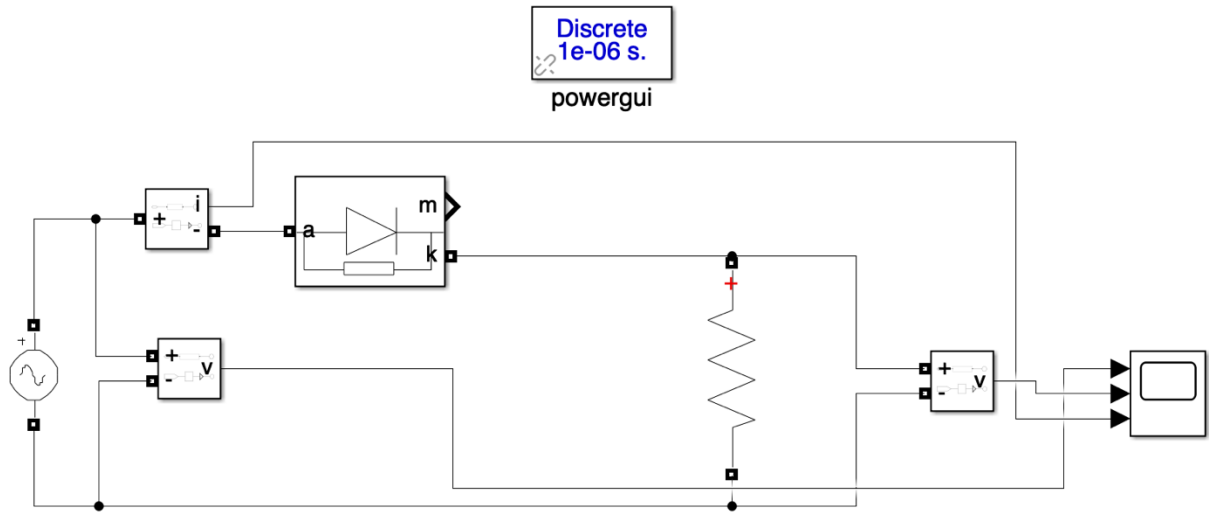 Discrete
1e-06 s.
powergui
i
+
-
m
a
k
+
+
+
v
-
+
v
-